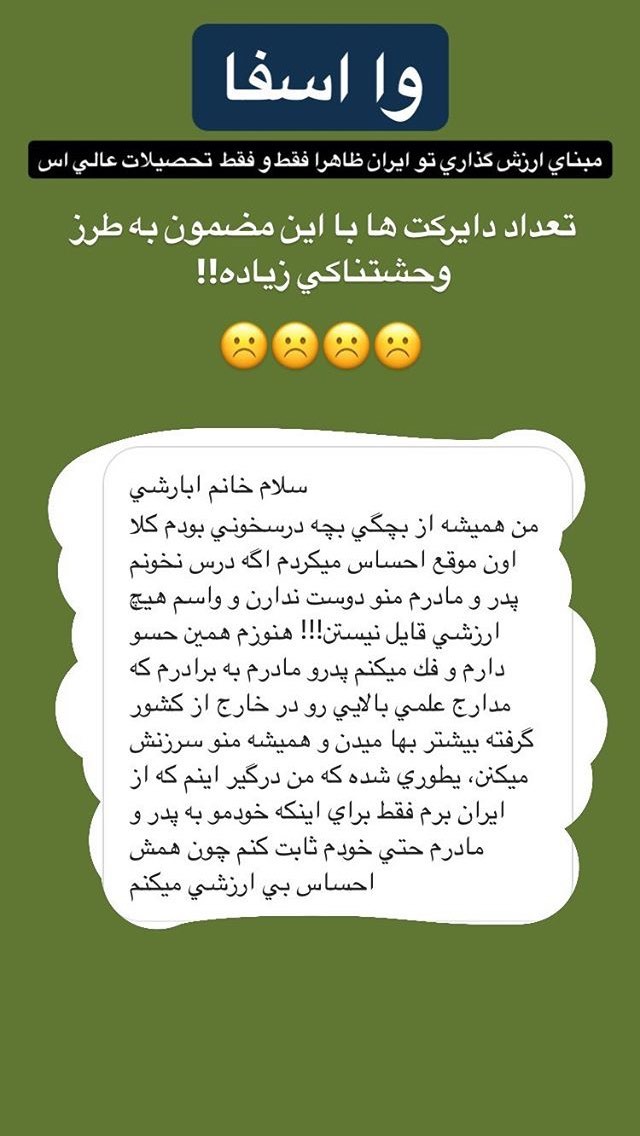 وا اسفا
مبناي ارزش گذاري تو ايران ظاهرا فقط و فقط تحصيلات عالي اس
تعداد دايركت ها با اين مضمون به طرز
وحشتناكي زياده!!
☹️☹️☹️☹️
سلام خانم ابارشي
من هميشه از بچگي بچه درسخوني بودم كلا
اون موقع احساس ميكردم اگه درس نخونم
پدر و مادرم منو دوست ندارن و واسم هيچ
ارزشي قايل نيستن!!! هنوزم همين حسو
دارم و فك ميكنم پدرو مادرم به برادرم كه
مدارج علمي بالايي رو در خارج از كشور
گرفته بيشتر بها ميدن و هميشه منو سرزنش
ميكنن، يطوري شده كه من درگير اينم كه از
ايران برم فقط براي اينكه خودمو به پدر و
مادرم حتي خودم ثابت كنم چون همش
احساس بي ارزشي ميكنم